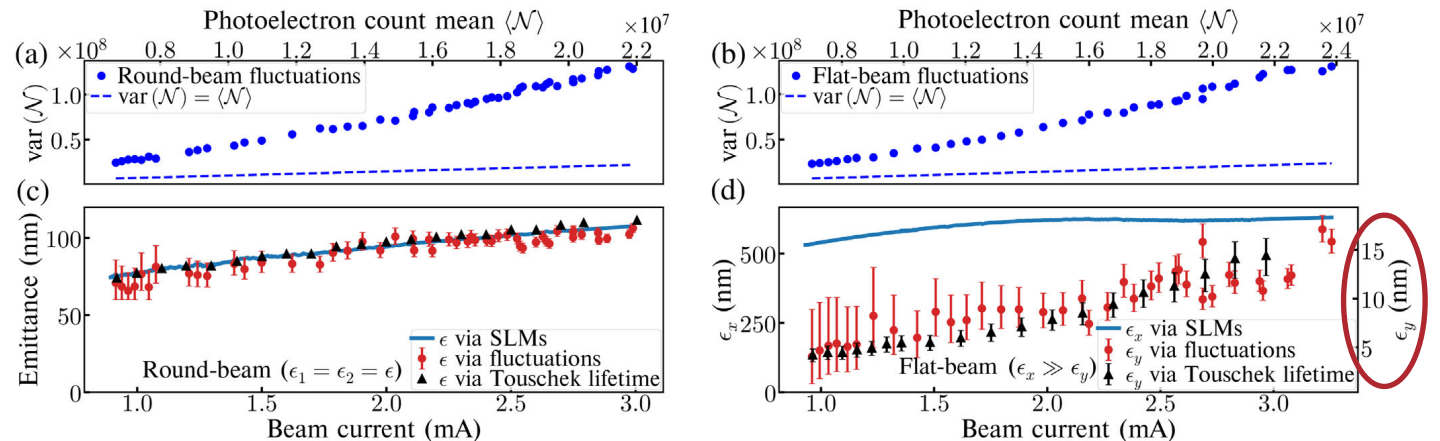 Photoelectron count mean ⟨𝒩⟩
(a) ×10⁸ 0.8 1.0 1.2 1.4 1.6 1.8 2.0 2.2 ×10⁷
Round-beam fluctuations
var (𝒩) = ⟨𝒩⟩
var (𝒩)
1.0
0.5
Photoelectron count mean ⟨𝒩⟩
(b) ×10⁸ 0.8 1.0 1.2 1.4 1.6 1.8 2.0 2.2 2.4 ×10⁷
Flat-beam fluctuations
var (𝒩) = ⟨𝒩⟩
var (𝒩)
1.0
0.5
(c)
Emittance (nm)
100
50
0
ϵ via SLMs
ϵ via fluctuations
ϵ via Touschek lifetime
Round-beam (ϵ₁ = ϵ₂ = ϵ)
1.0 1.5 2.0 2.5 3.0
Beam current (mA)
(d)
ϵₓ (nm)
500
250
0
ϵₓ via SLMs
ϵ_y via fluctuations
ϵ_y via Touschek lifetime
Flat-beam (ϵₓ ≫ ϵ_y)
15
10
5
ϵ_y (nm)
1.0 1.5 2.0 2.5 3.0
Beam current (mA)